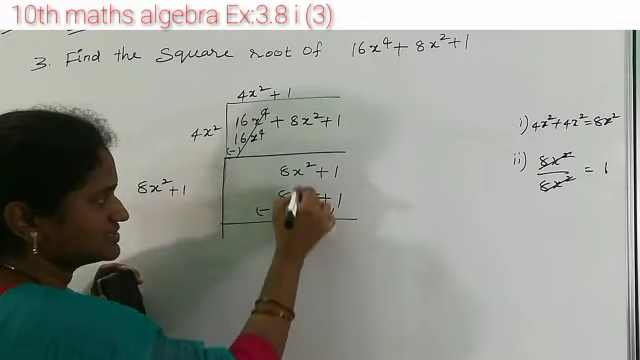 10th maths algebra Ex:3.8 i (3)
3. Find the Square root of 16x⁴ + 8x² + 1
4x² + 1
4x² 16x⁴ + 8x² + 1
16x⁴
(-)
8x² + 1 8x² + 1
8 + 1
(-)
i) 4x² + 4x² = 8x²
ii) 8x²/8x² = 1